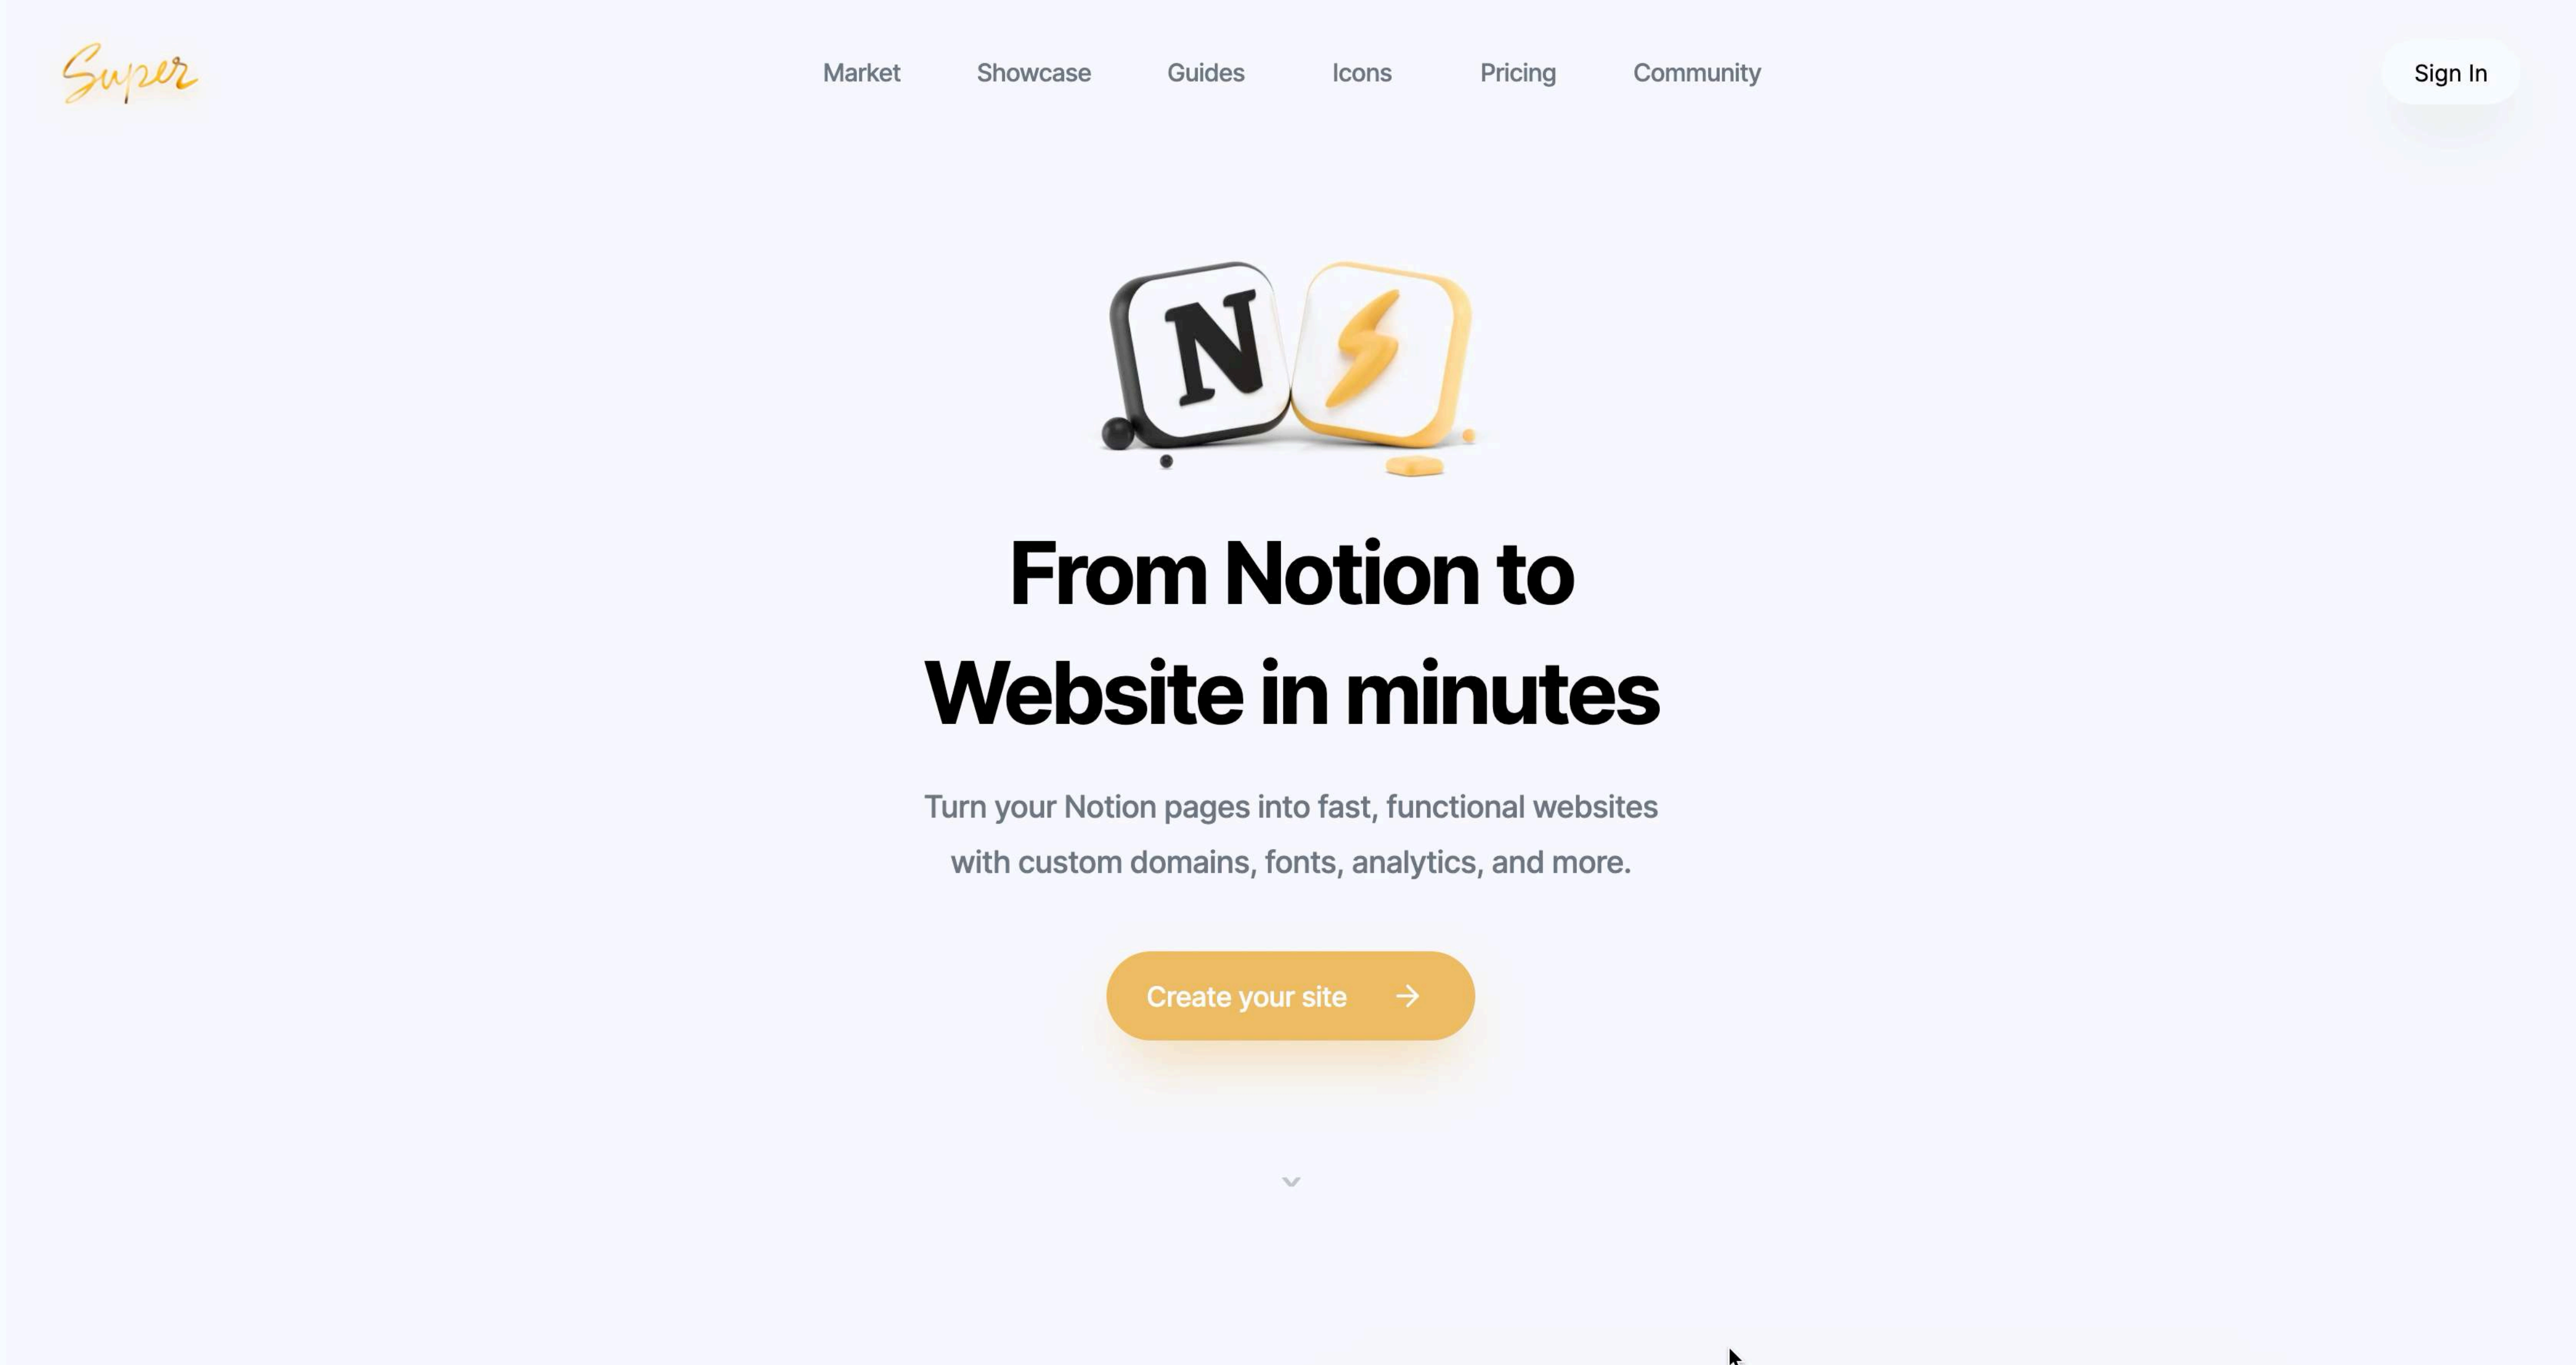 Super
Market Showcase Guides Icons Pricing Community
Sign In
N
From Notion to
Website in minutes
Turn your Notion pages into fast, functional websites
with custom domains, fonts, analytics, and more.
Create your site